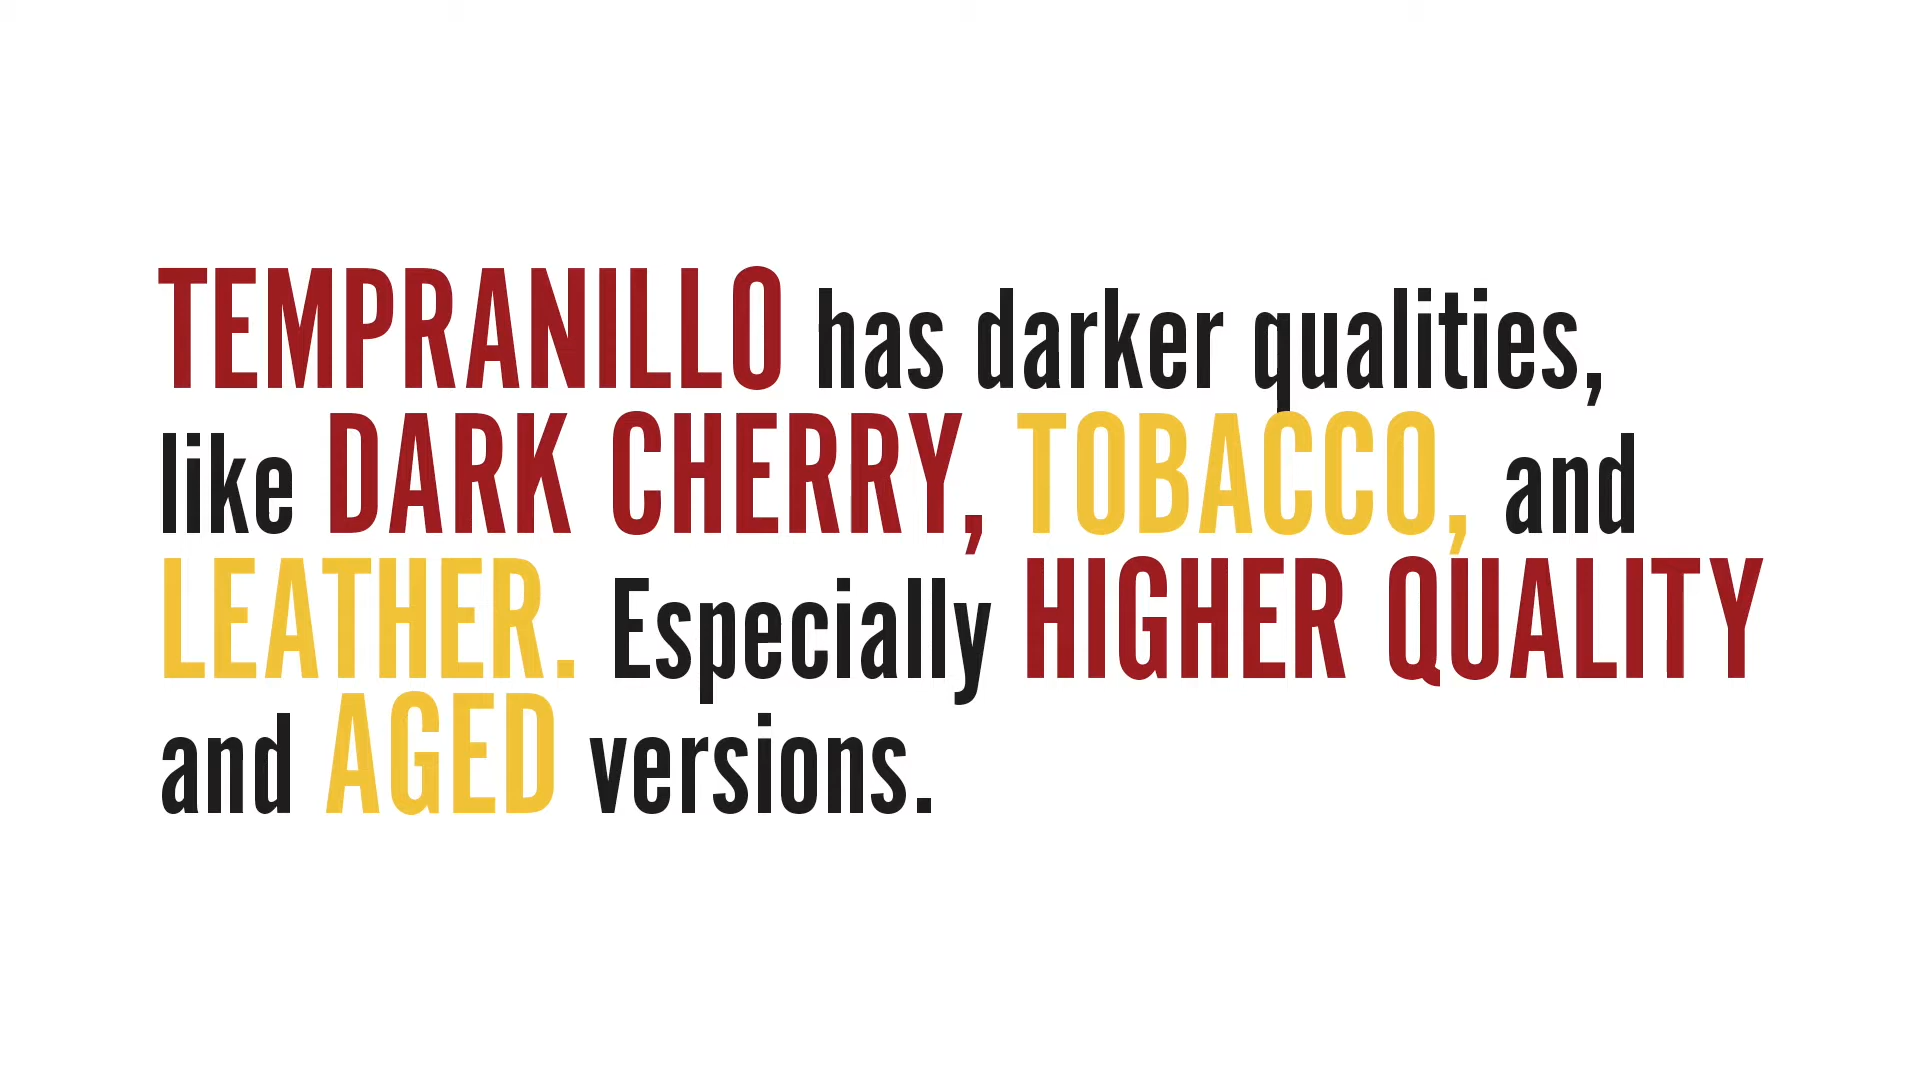 TEMPRANILLO has darker qualities,
like DARK CHERRY, TOBACCO, and
LEATHER. Especially HIGHER QUALITY
and AGED versions.